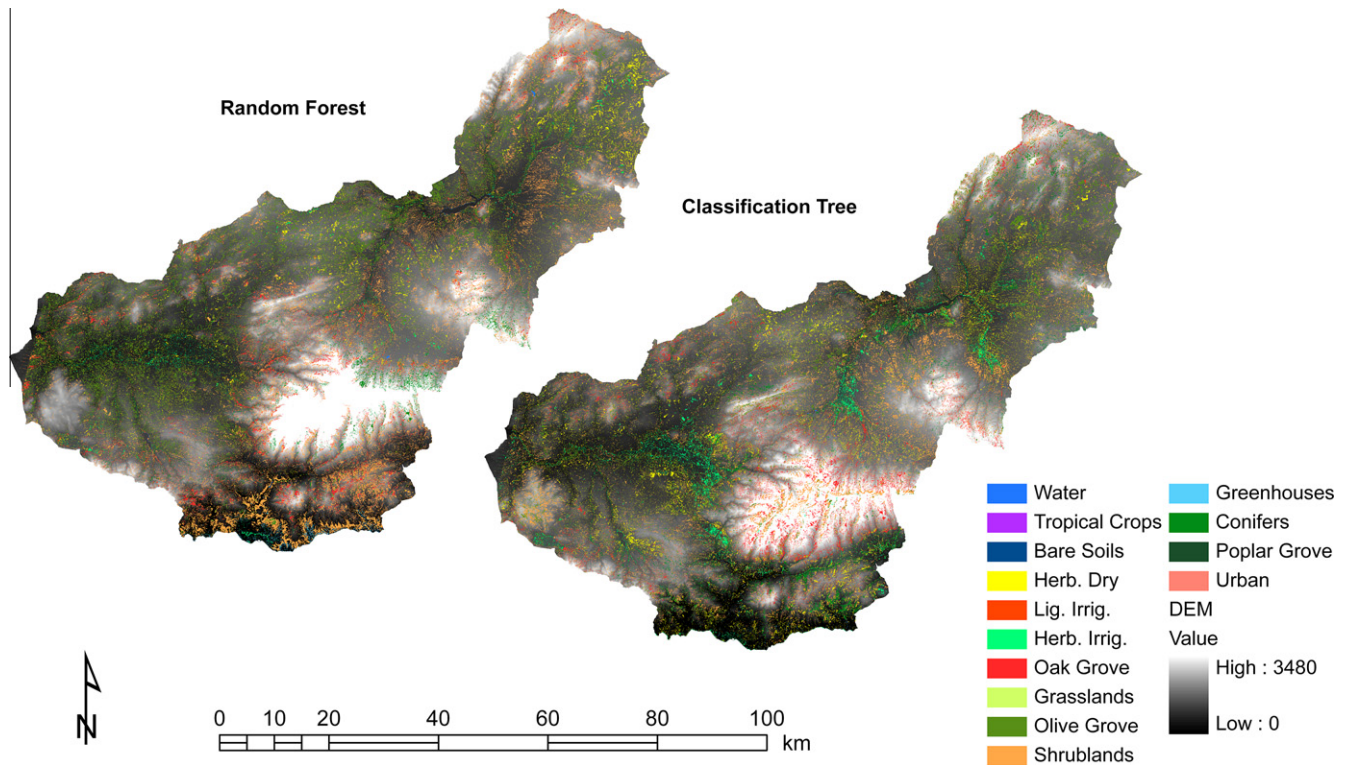 Random Forest
Classification Tree
Water
Tropical Crops
Bare Soils
Herb. Dry
Lig. Irrig.
Herb. Irrig.
Oak Grove
Grasslands
Olive Grove
Shrublands
Greenhouses
Conifers
Poplar Grove
Urban
DEM
Value
High : 3480
Low : 0
N
0 10 20 40 60 80 100
km